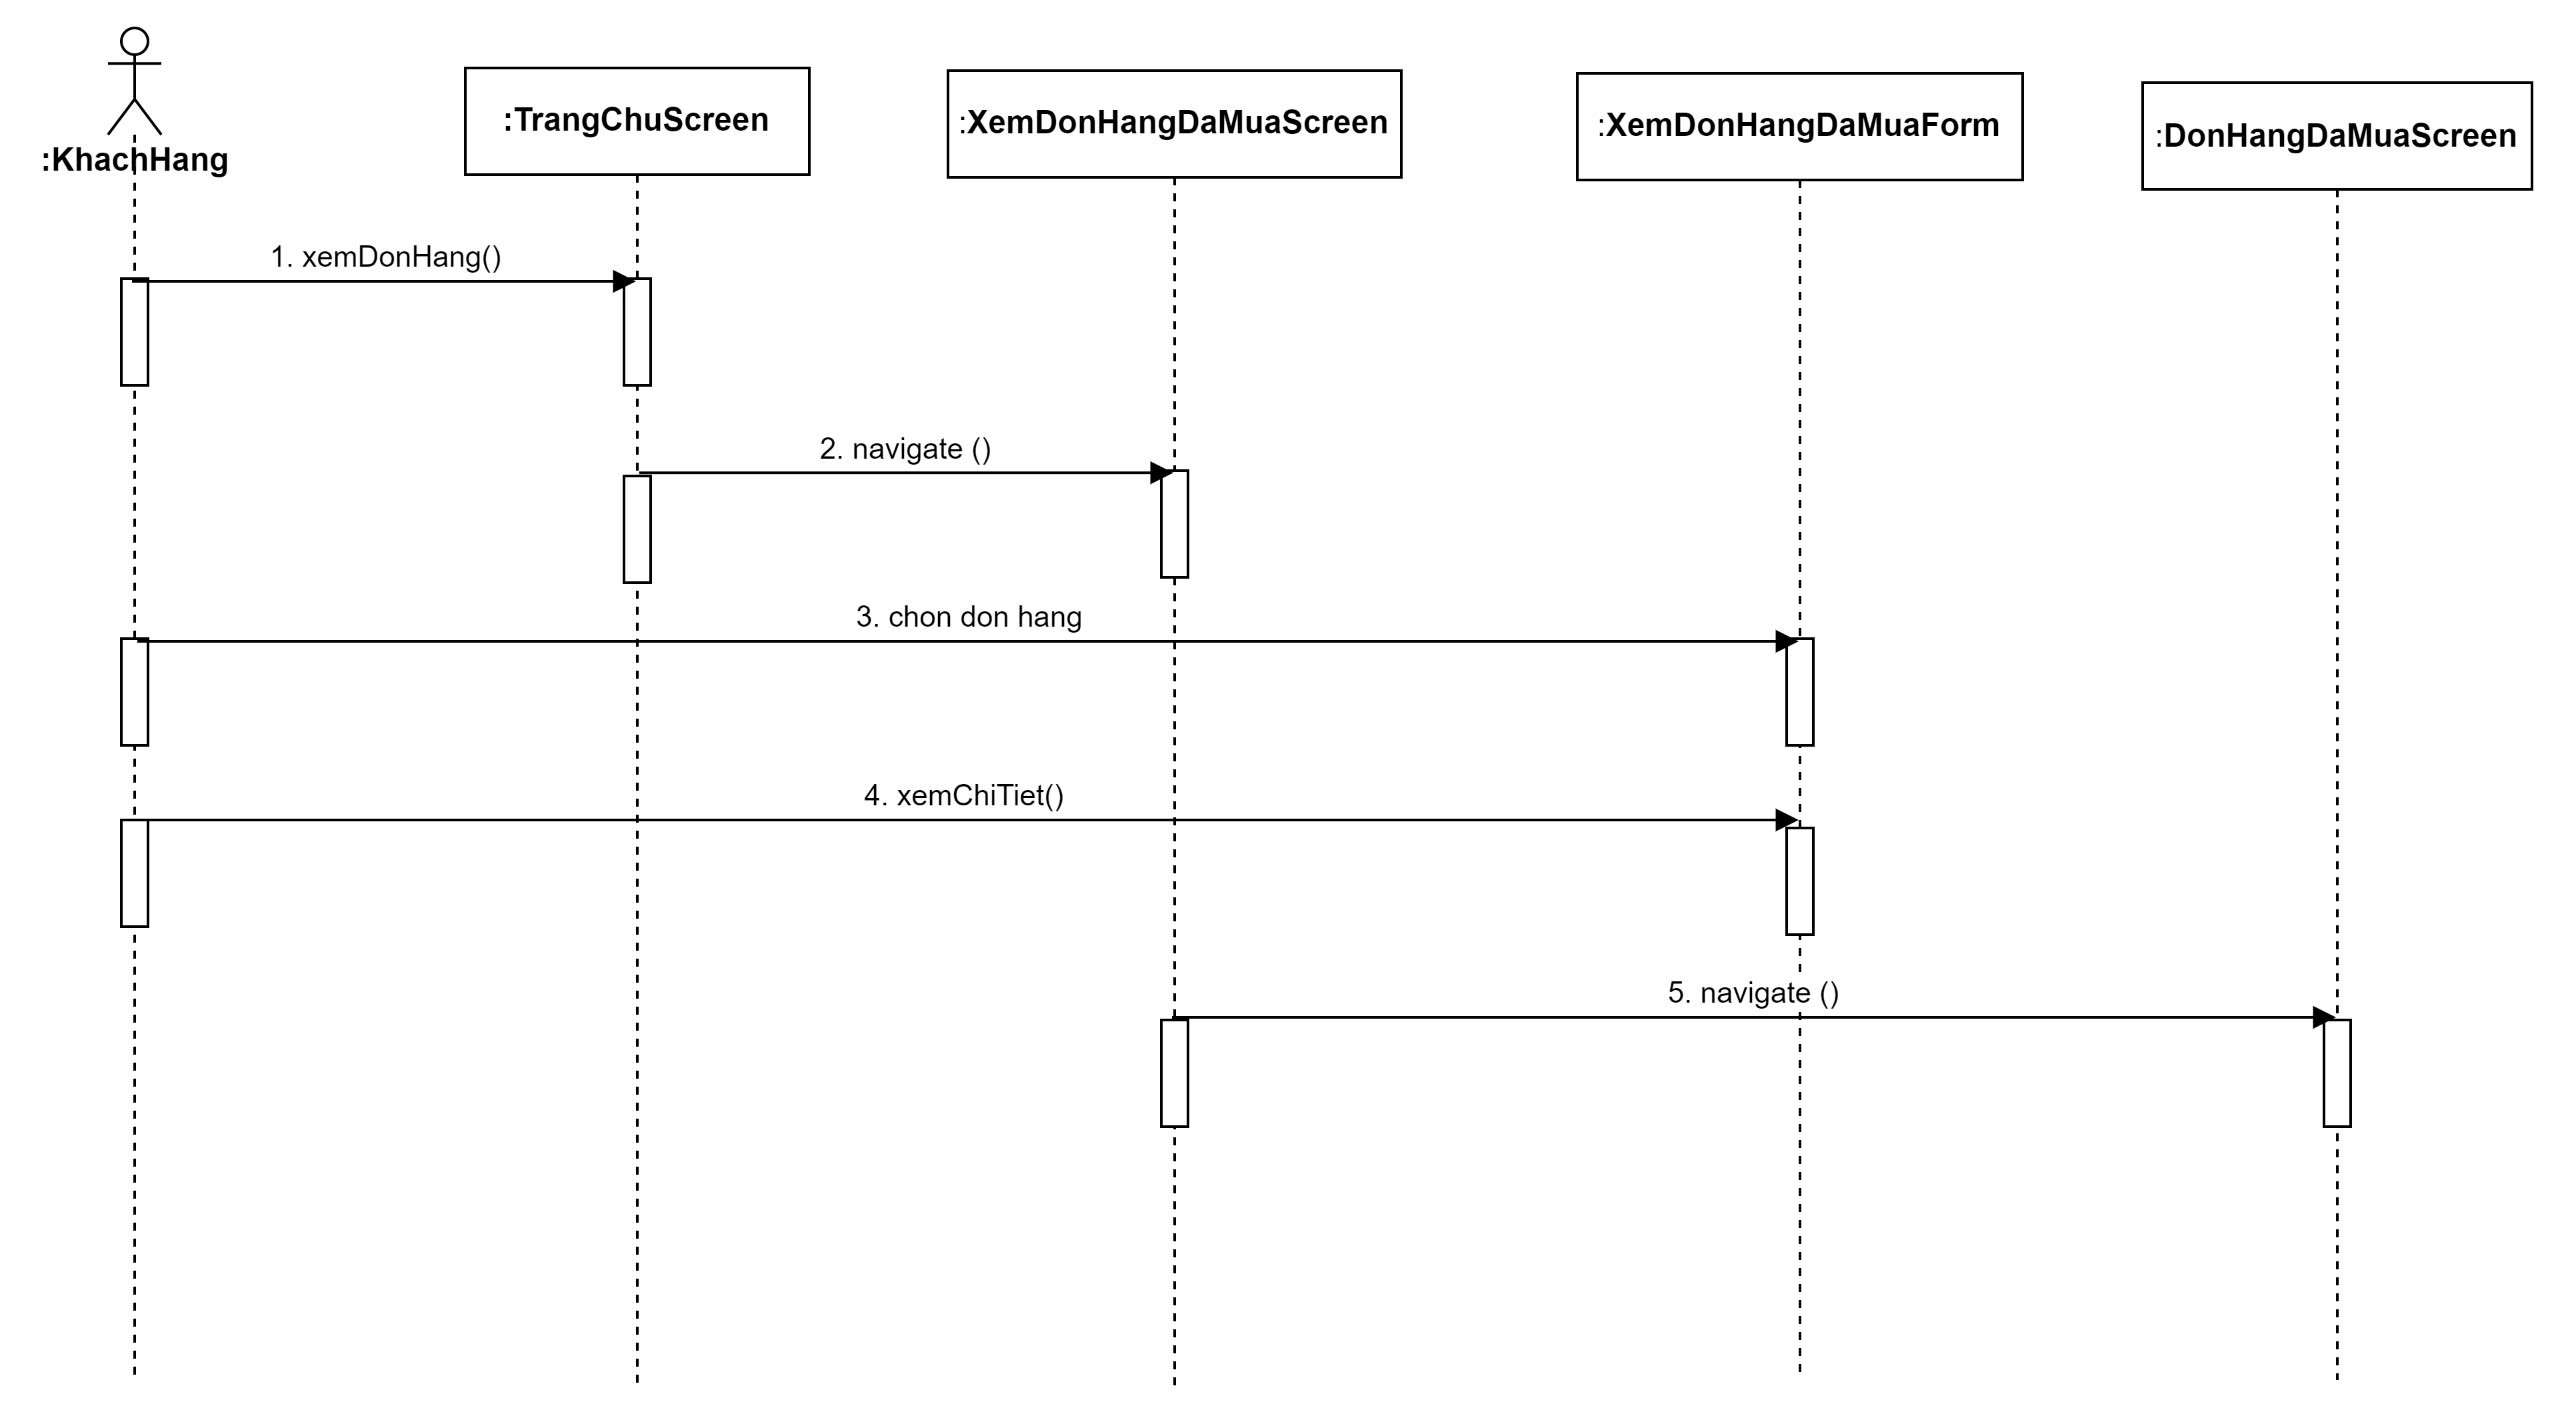 :KhachHang
:TrangChuScreen
:XemDonHangDaMuaScreen
:XemDonHangDaMuaForm
:DonHangDaMuaScreen
1. xemDonHang()
2. navigate ()
3. chon don hang
4. xemChiTiet()
5. navigate ()